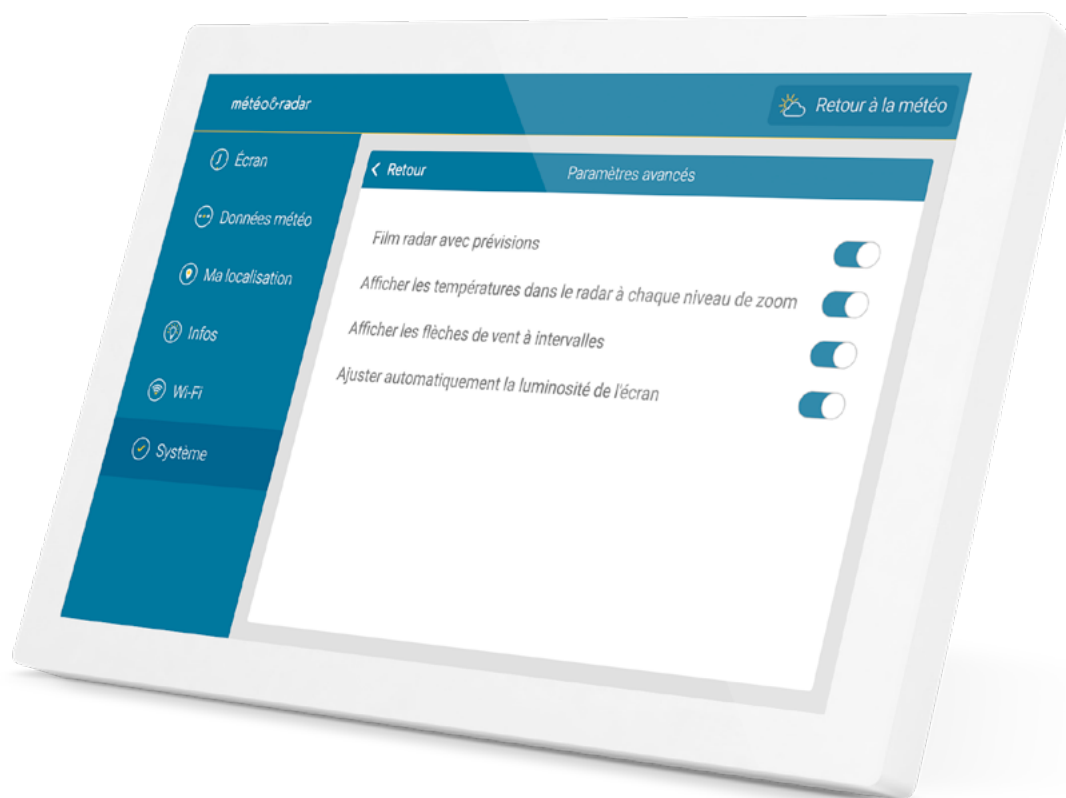 météo&radar
Retour à la météo
Écran
Données météo
Ma localisation
Infos
Wi-Fi
Système
Retour
Paramètres avancés
Film radar avec prévisions
Afficher les températures dans le radar à chaque niveau de zoom
Afficher les flèches de vent à intervalles
Ajuster automatiquement la luminosité de l'écran